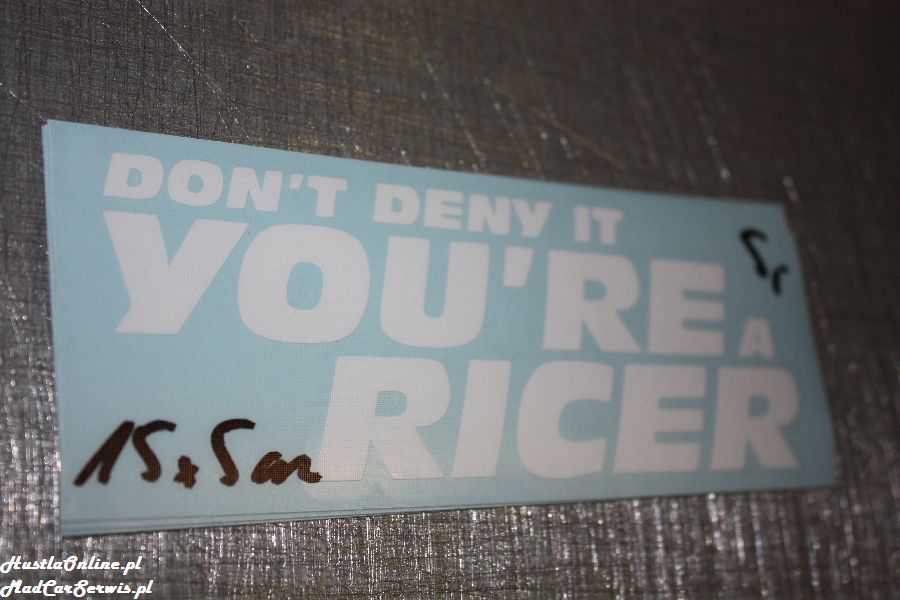 DON'T DENY IT
YOU'RE A
RICER
15x5cm
HustlaOnline.pl
MadCarSerwis.pl